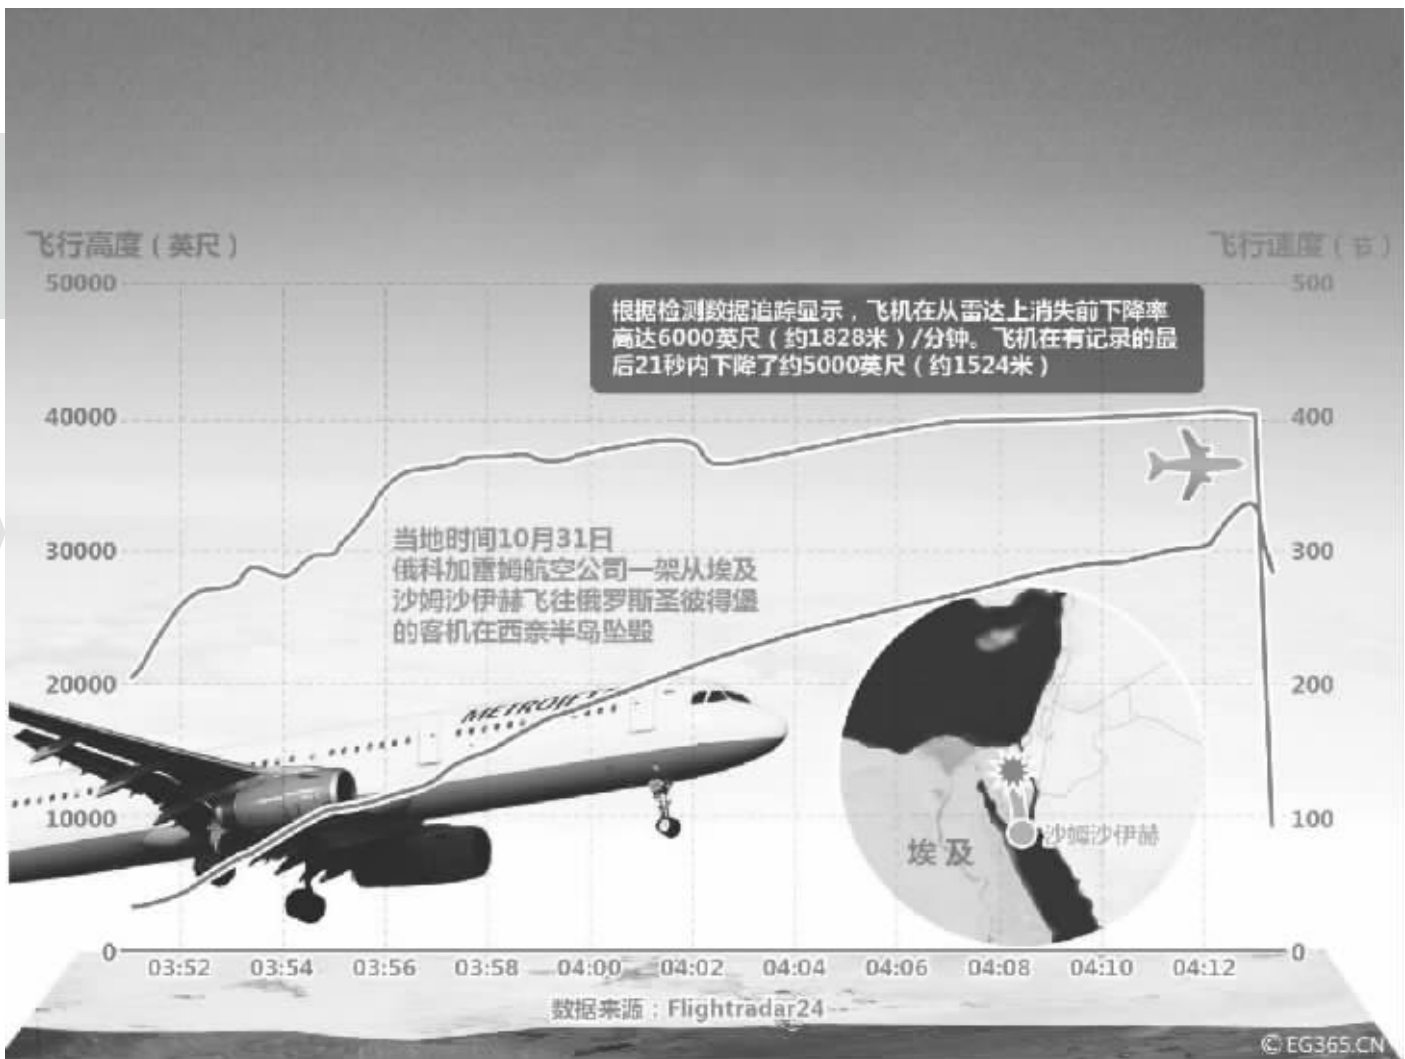 飞行高度（英尺）
飞行速度（节）
50000
500
根据检测数据追踪显示，飞机在从雷达上消失前下降率
高达6000英尺（约1828米）/分钟。飞机在有记录的最
后21秒内下降了约5000英尺（约1524米）
40000
400
当地时间10月31日
俄科加雷姆航空公司一架从埃及
沙姆沙伊赫飞往俄罗斯圣彼得堡
的客机在西奈半岛坠毁
30000
300
20000
200
METROJET
10000
100
埃及
沙姆沙伊赫
0
0
03:52 03:54 03:56 03:58 04:00 04:02 04:04 04:06 04:08 04:10 04:12
数据来源：Flightradar24
©EG365.CN